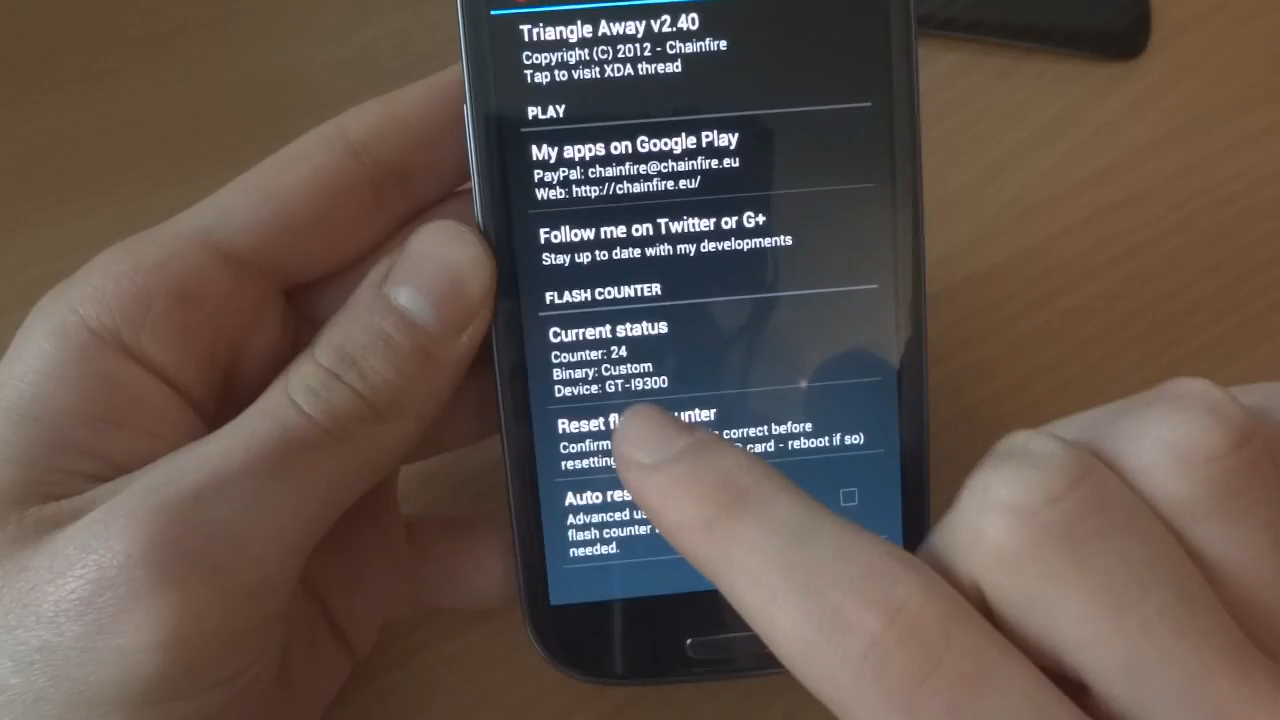 Triangle Away v2.40
Copyright (C) 2012 - Chainfire
Tap to visit XDA thread
PLAY
My apps on Google Play
PayPal: chainfire@chainfire.eu
Web: http://chainfire.eu/
Follow me on Twitter or G+
Stay up to date with my developments
FLASH COUNTER
Current status
Counter: 24
Binary: Custom
Device: GT-I9300
Reset
Confirm correct before
resetting card - reboot if so)
Auto
Advanced
flash counter
needed.